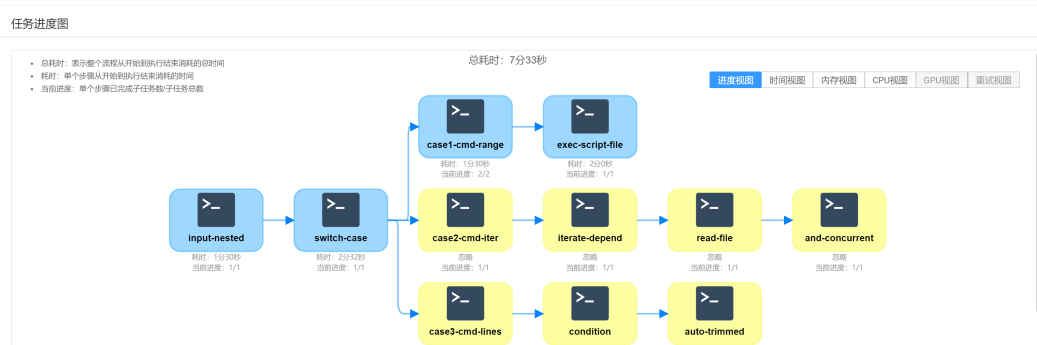 任务进度图
总耗时：7分33秒
• 总耗时：表示整个流程从开始到执行结束消耗的总时间
• 耗时：单个步骤从开始到执行结束消耗的时间
• 当前进度：单个步骤已完成子任务数/子任务总数
进度视图 时间视图 内存视图 CPU视图 GPU视图 重试视图
>_ >_
case1-cmd-range exec-script-file
耗时：1分30秒 耗时：2分0秒
当前进度：2/2 当前进度：1/1
>_ >_ >_ >_ >_ >_
input-nested switch-case case2-cmd-iter iterate-depend read-file and-concurrent
耗时：1分30秒 耗时：2分32秒 忽略 忽略 忽略 忽略
当前进度：1/1 当前进度：1/1 当前进度：1/1 当前进度：1/1 当前进度：1/1 当前进度：1/1
>_ >_ >_
case3-cmd-lines condition auto-trimmed